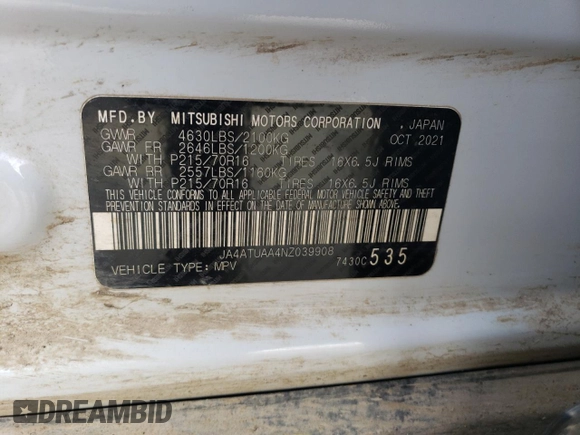 MFD.BY MITSUBISHI MOTORS CORPORATION , JAPAN
GVWR 4630LBS/2100KG OCT.2021
GAWR FR 2646LBS/1200KG
WITH P215/70R16 TIRES, 16X6.5J RIMS
GAWR RR 2557LBS/1160KG
WITH P215/70R16 TIRES, 16X6.5J RIMS
THIS VEHICLE CONFORMS TO ALL APPLICABLE FEDERAL MOTOR VEHICLE SAFETY AND THEFT
PREVENTION STANDARDS IN EFFECT ON THE DATE OF MANUFACTURE SHOWN ABOVE.
JA4ATUAA4NZ039908
7430C 535
VEHICLE TYPE:MPV
DREAMBID